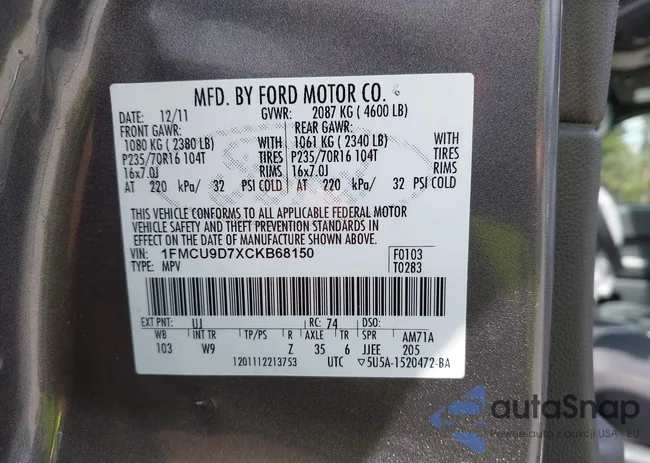 MFD. BY FORD MOTOR CO.
DATE: 12/11 GVWR: 2087 KG ( 4600 LB)
FRONT GAWR: REAR GAWR:
1080 KG ( 2380 LB) WITH 1061 KG ( 2340 LB) WITH
P235/70R16 104T TIRES P235/70R16 104T TIRES
16x7.0J RIMS 16x7.0J RIMS
AT 220 kPa/ 32 PSI COLD AT 220 kPa/ 32 PSI COLD
THIS VEHICLE CONFORMS TO ALL APPLICABLE FEDERAL MOTOR
VEHICLE SAFETY AND THEFT PREVENTION STANDARDS IN
EFFECT ON THE DATE OF MANUFACTURE SHOWN ABOVE.
VIN: 1FMCU9D7XCKB68150 F0103
TYPE: MPV T0283
EXT PNT: UJ RC: 74 DSO:
WB INT TR TP/PS R AXLE TR SPR AM71A
103 W9 Z 35 6 JJEE 205
1201112213753 UTC ▽5U5A-1520472-BA
autoSnap
Pewne auto z aukcji USA i EU